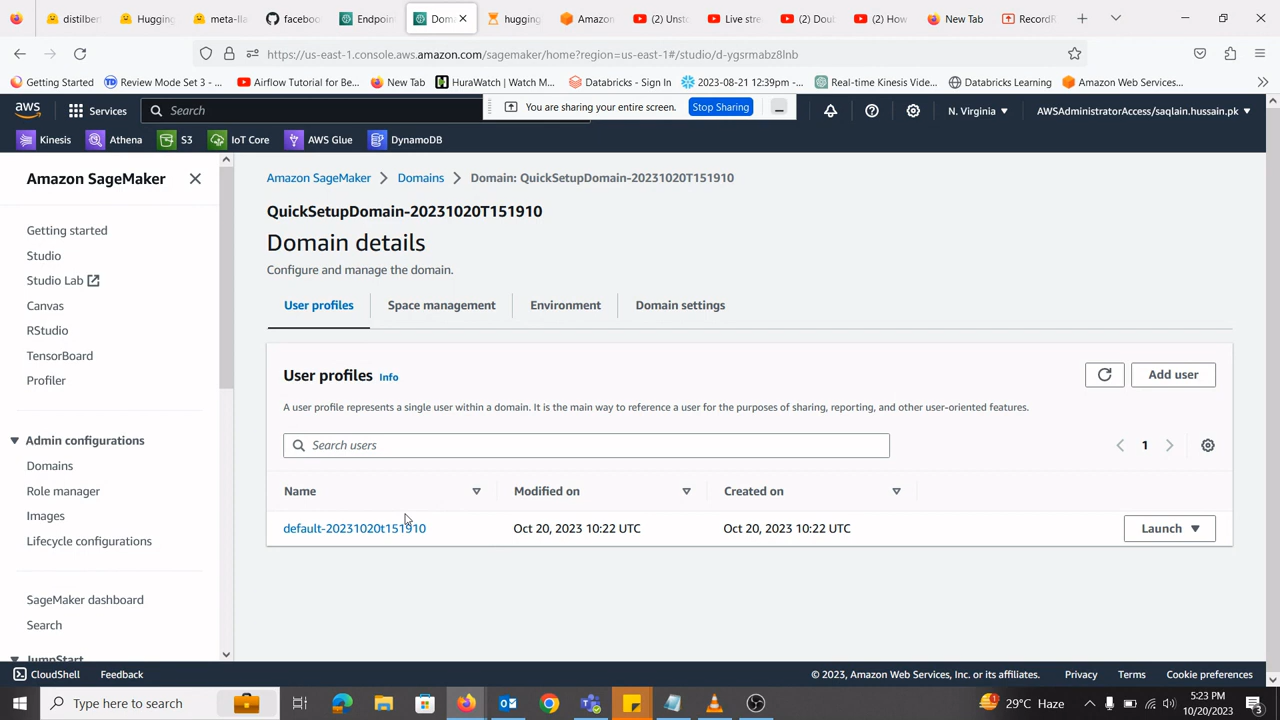 distilber
Hugging
meta-lla
faceboo
Endpoin
Dom
hugging
Amazon
(2) Unst
Live stre
(2) Dou
(2) How
New Tab
RecordR
https://us-east-1.console.aws.amazon.com/sagemaker/home?region=us-east-1#/studio/d-ygsrmabz8lnb
Getting Started
Review Mode Set 3 - ...
Airflow Tutorial for Be...
New Tab
HuraWatch | Watch M...
Databricks - Sign In
2023-08-21 12:39pm -...
Real-time Kinesis Vide...
Databricks Learning
Amazon Web Services...
aws
Services
Search
You are sharing your entire screen.
Stop Sharing
N. Virginia
AWSAdministratorAccess/saqlain.hussain.pk
Kinesis
Athena
S3
IoT Core
AWS Glue
DynamoDB
Amazon SageMaker
Getting started
Studio
Studio Lab
Canvas
RStudio
TensorBoard
Profiler
Admin configurations
Domains
Role manager
Images
Lifecycle configurations
SageMaker dashboard
Search
JumpStart
Amazon SageMaker
Domains
Domain: QuickSetupDomain-20231020T151910
QuickSetupDomain-20231020T151910
Domain details
Configure and manage the domain.
User profiles
Space management
Environment
Domain settings
User profiles
Info
Add user
A user profile represents a single user within a domain. It is the main way to reference a user for the purposes of sharing, reporting, and other user-oriented features.
Search users
1
Name
Modified on
Created on
default-20231020t151910
Oct 20, 2023 10:22 UTC
Oct 20, 2023 10:22 UTC
Launch
CloudShell
Feedback
© 2023, Amazon Web Services, Inc. or its affiliates.
Privacy
Terms
Cookie preferences
Type here to search
29°C Haze
5:23 PM
10/20/2023
3